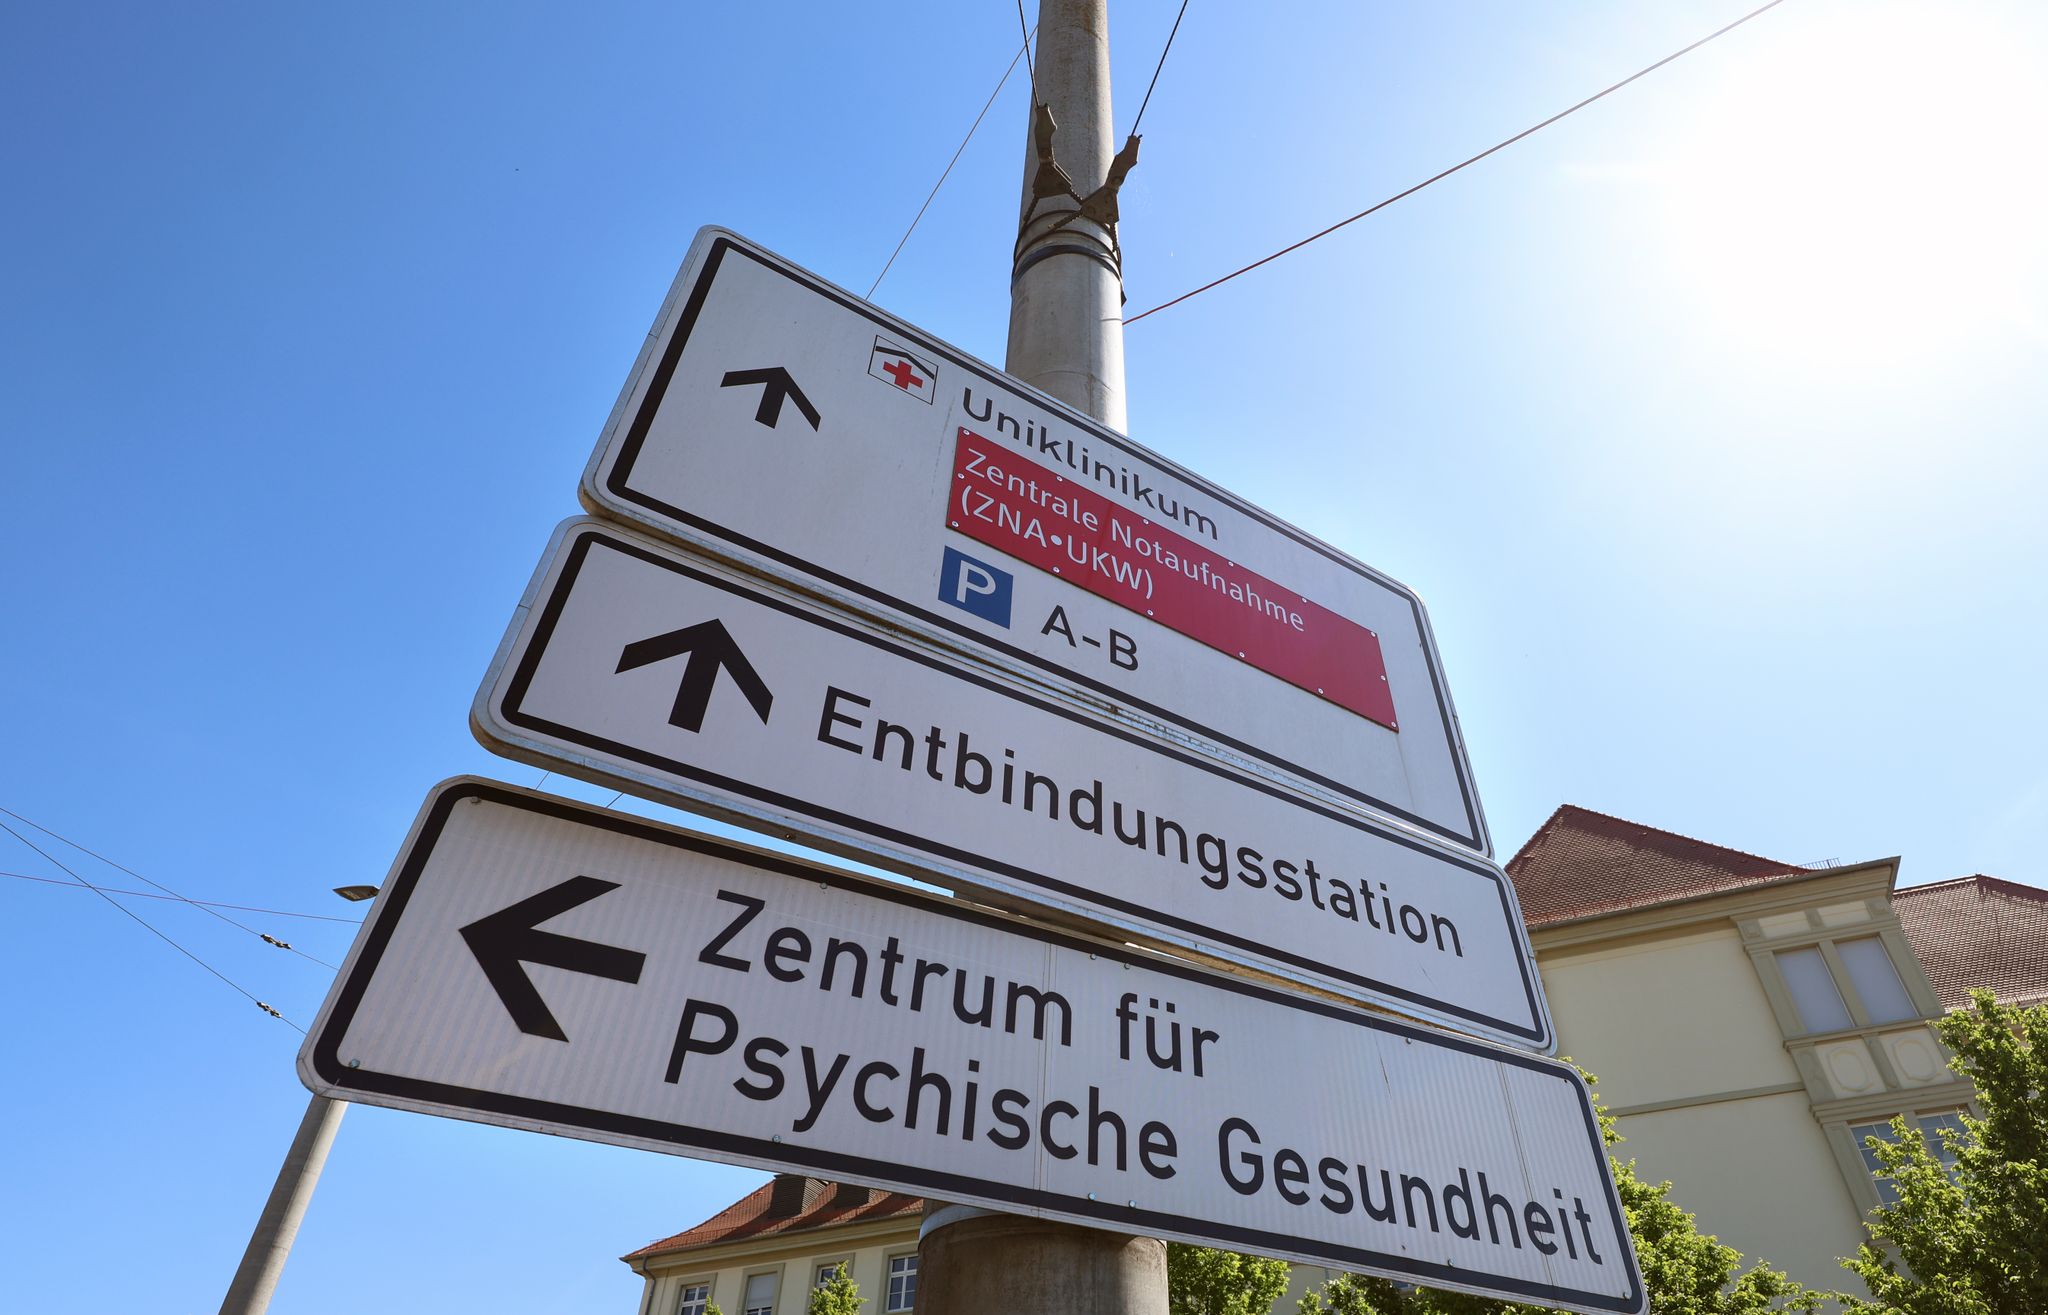 Uniklinikum
Zentrale Notaufnahme
(ZNA•UKW)
P A-B
Entbindungsstation
Zentrum für
Psychische Gesundheit